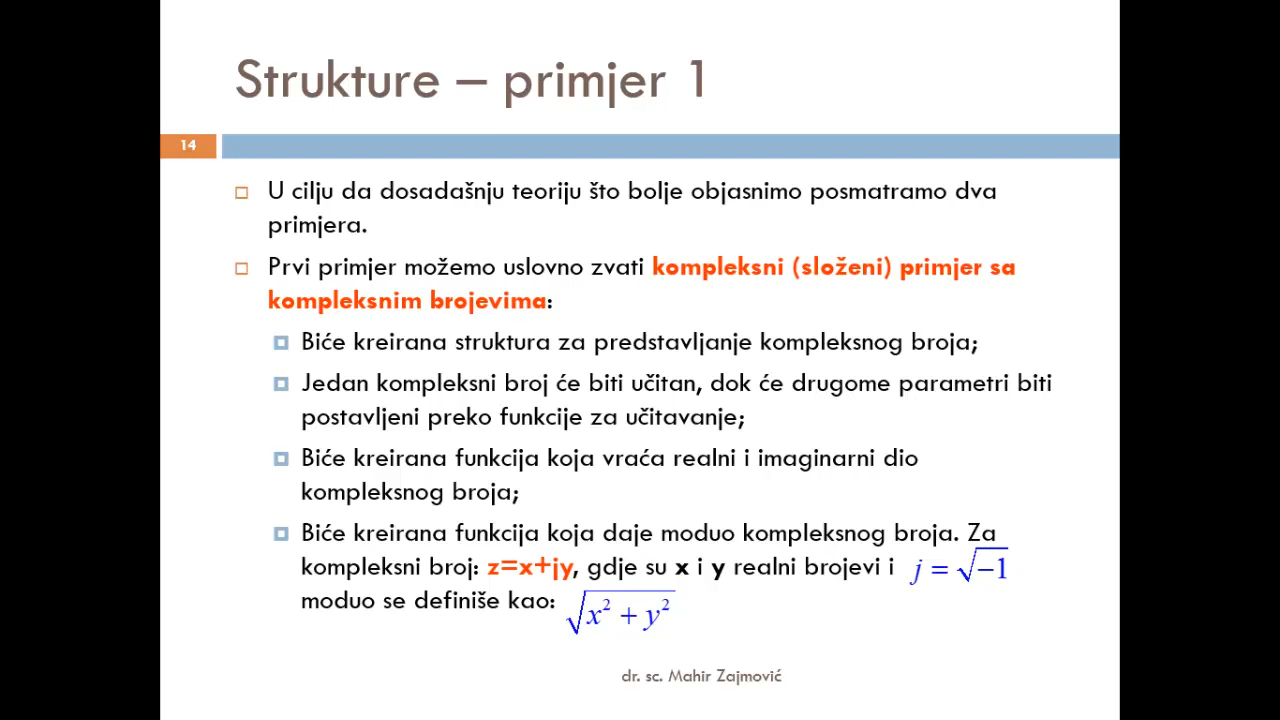 Strukture – primjer 1
14
U cilju da dosadašnju teoriju što bolje objasnimo posmatramo dva
primjera.
Prvi primjer možemo uslovno zvati kompleksni (složeni) primjer sa
kompleksnim brojevima:
Biće kreirana struktura za predstavljanje kompleksnog broja;
Jedan kompleksni broj će biti učitan, dok će drugome parametri biti
postavljeni preko funkcije za učitavanje;
Biće kreirana funkcija koja vraća realni i imaginarni dio
kompleksnog broja;
Biće kreirana funkcija koja daje moduo kompleksnog broja. Za
kompleksni broj: z=x+jy, gdje su x i y realni brojevi i j = √−1
moduo se definiše kao: √x² + y²
dr. sc. Mahir Zajmović